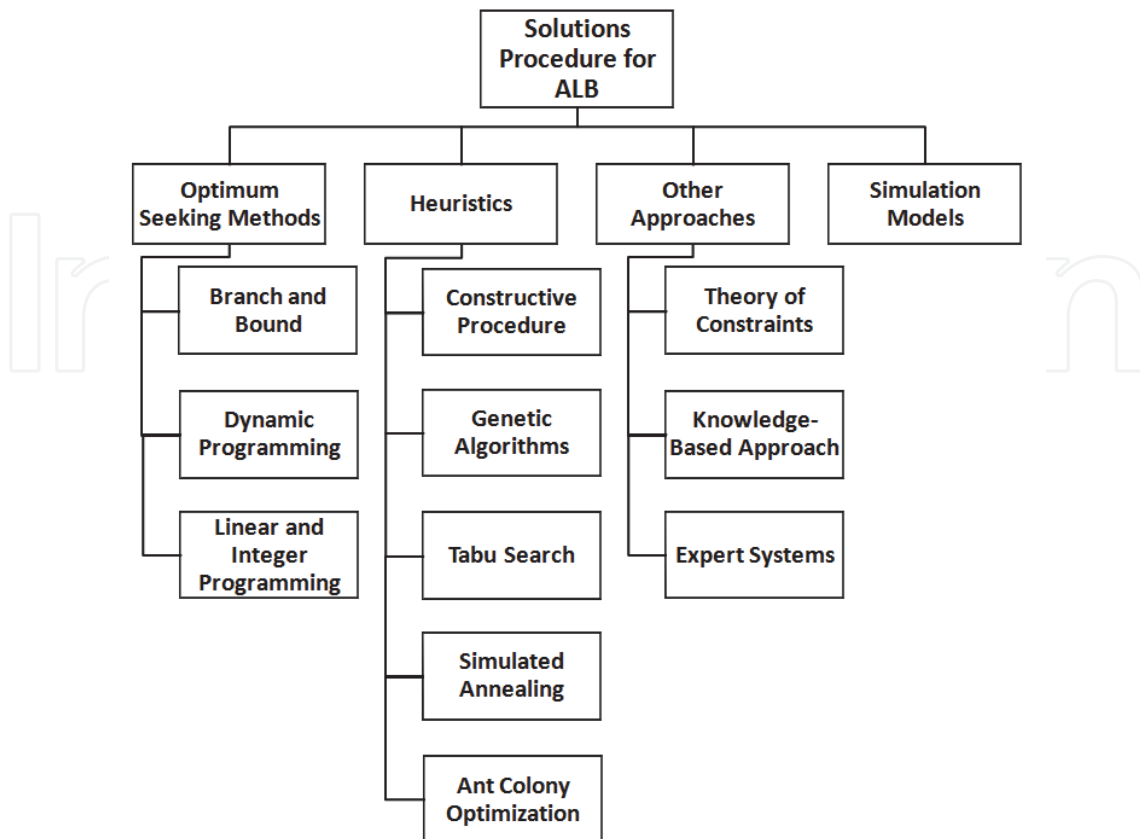 Solutions
Procedure for
ALB
Optimum
Seeking Methods
Heuristics
Other
Approaches
Simulation
Models
Branch and
Bound
Dynamic
Programming
Linear and
Integer
Programming
Constructive
Procedure
Genetic
Algorithms
Tabu Search
Simulated
Annealing
Ant Colony
Optimization
Theory of
Constraints
Knowledge-
Based Approach
Expert Systems